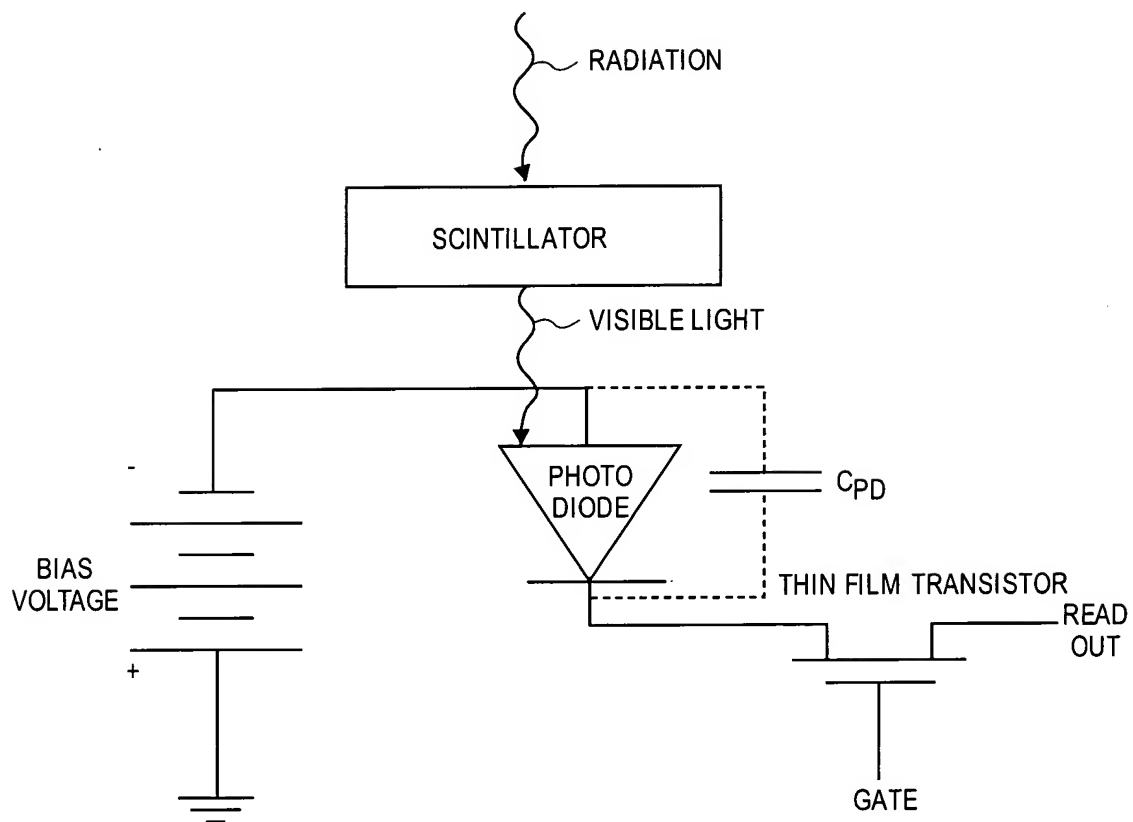 RADIATION
SCINTILLATOR
VISIBLE LIGHT
-
PHOTO
DIODE
CPD
BIAS
VOLTAGE
+
THIN FILM TRANSISTOR
READ
OUT
GATE